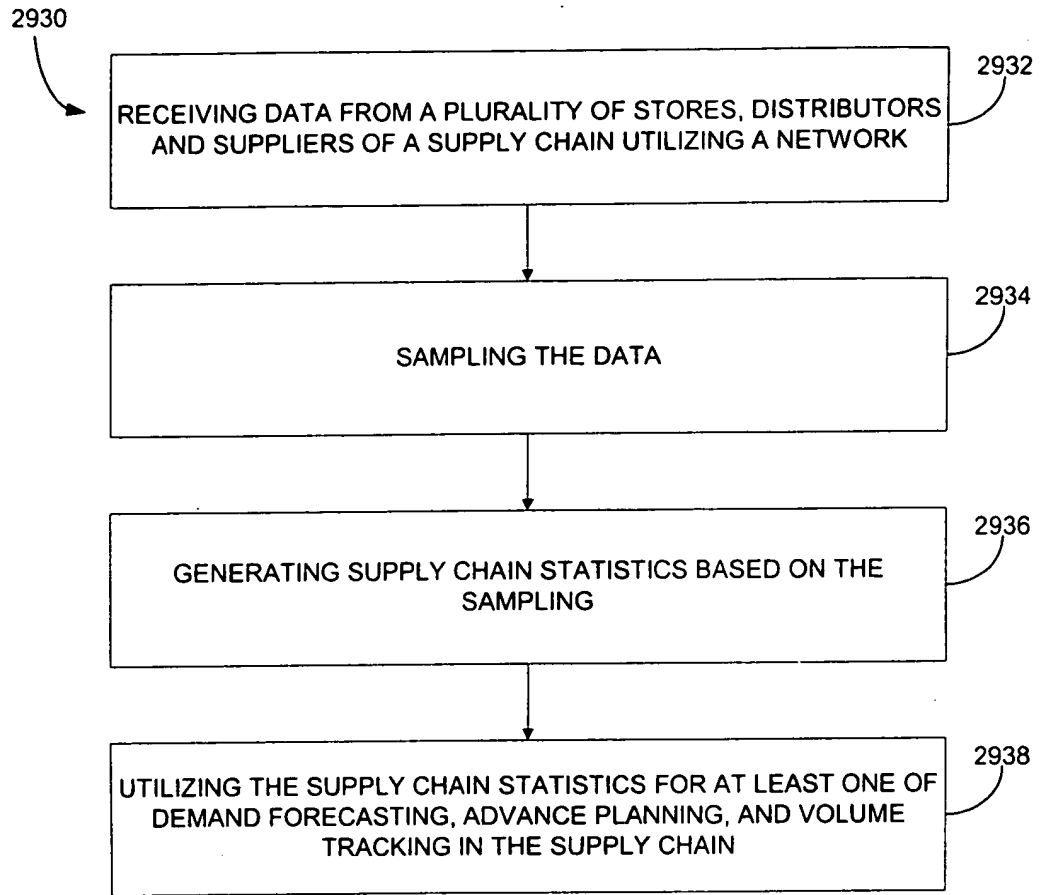 2930
2932
RECEIVING DATA FROM A PLURALITY OF STORES, DISTRIBUTORS
AND SUPPLIERS OF A SUPPLY CHAIN UTILIZING A NETWORK
2934
SAMPLING THE DATA
2936
GENERATING SUPPLY CHAIN STATISTICS BASED ON THE
SAMPLING
2938
UTILIZING THE SUPPLY CHAIN STATISTICS FOR AT LEAST ONE OF
DEMAND FORECASTING, ADVANCE PLANNING, AND VOLUME
TRACKING IN THE SUPPLY CHAIN